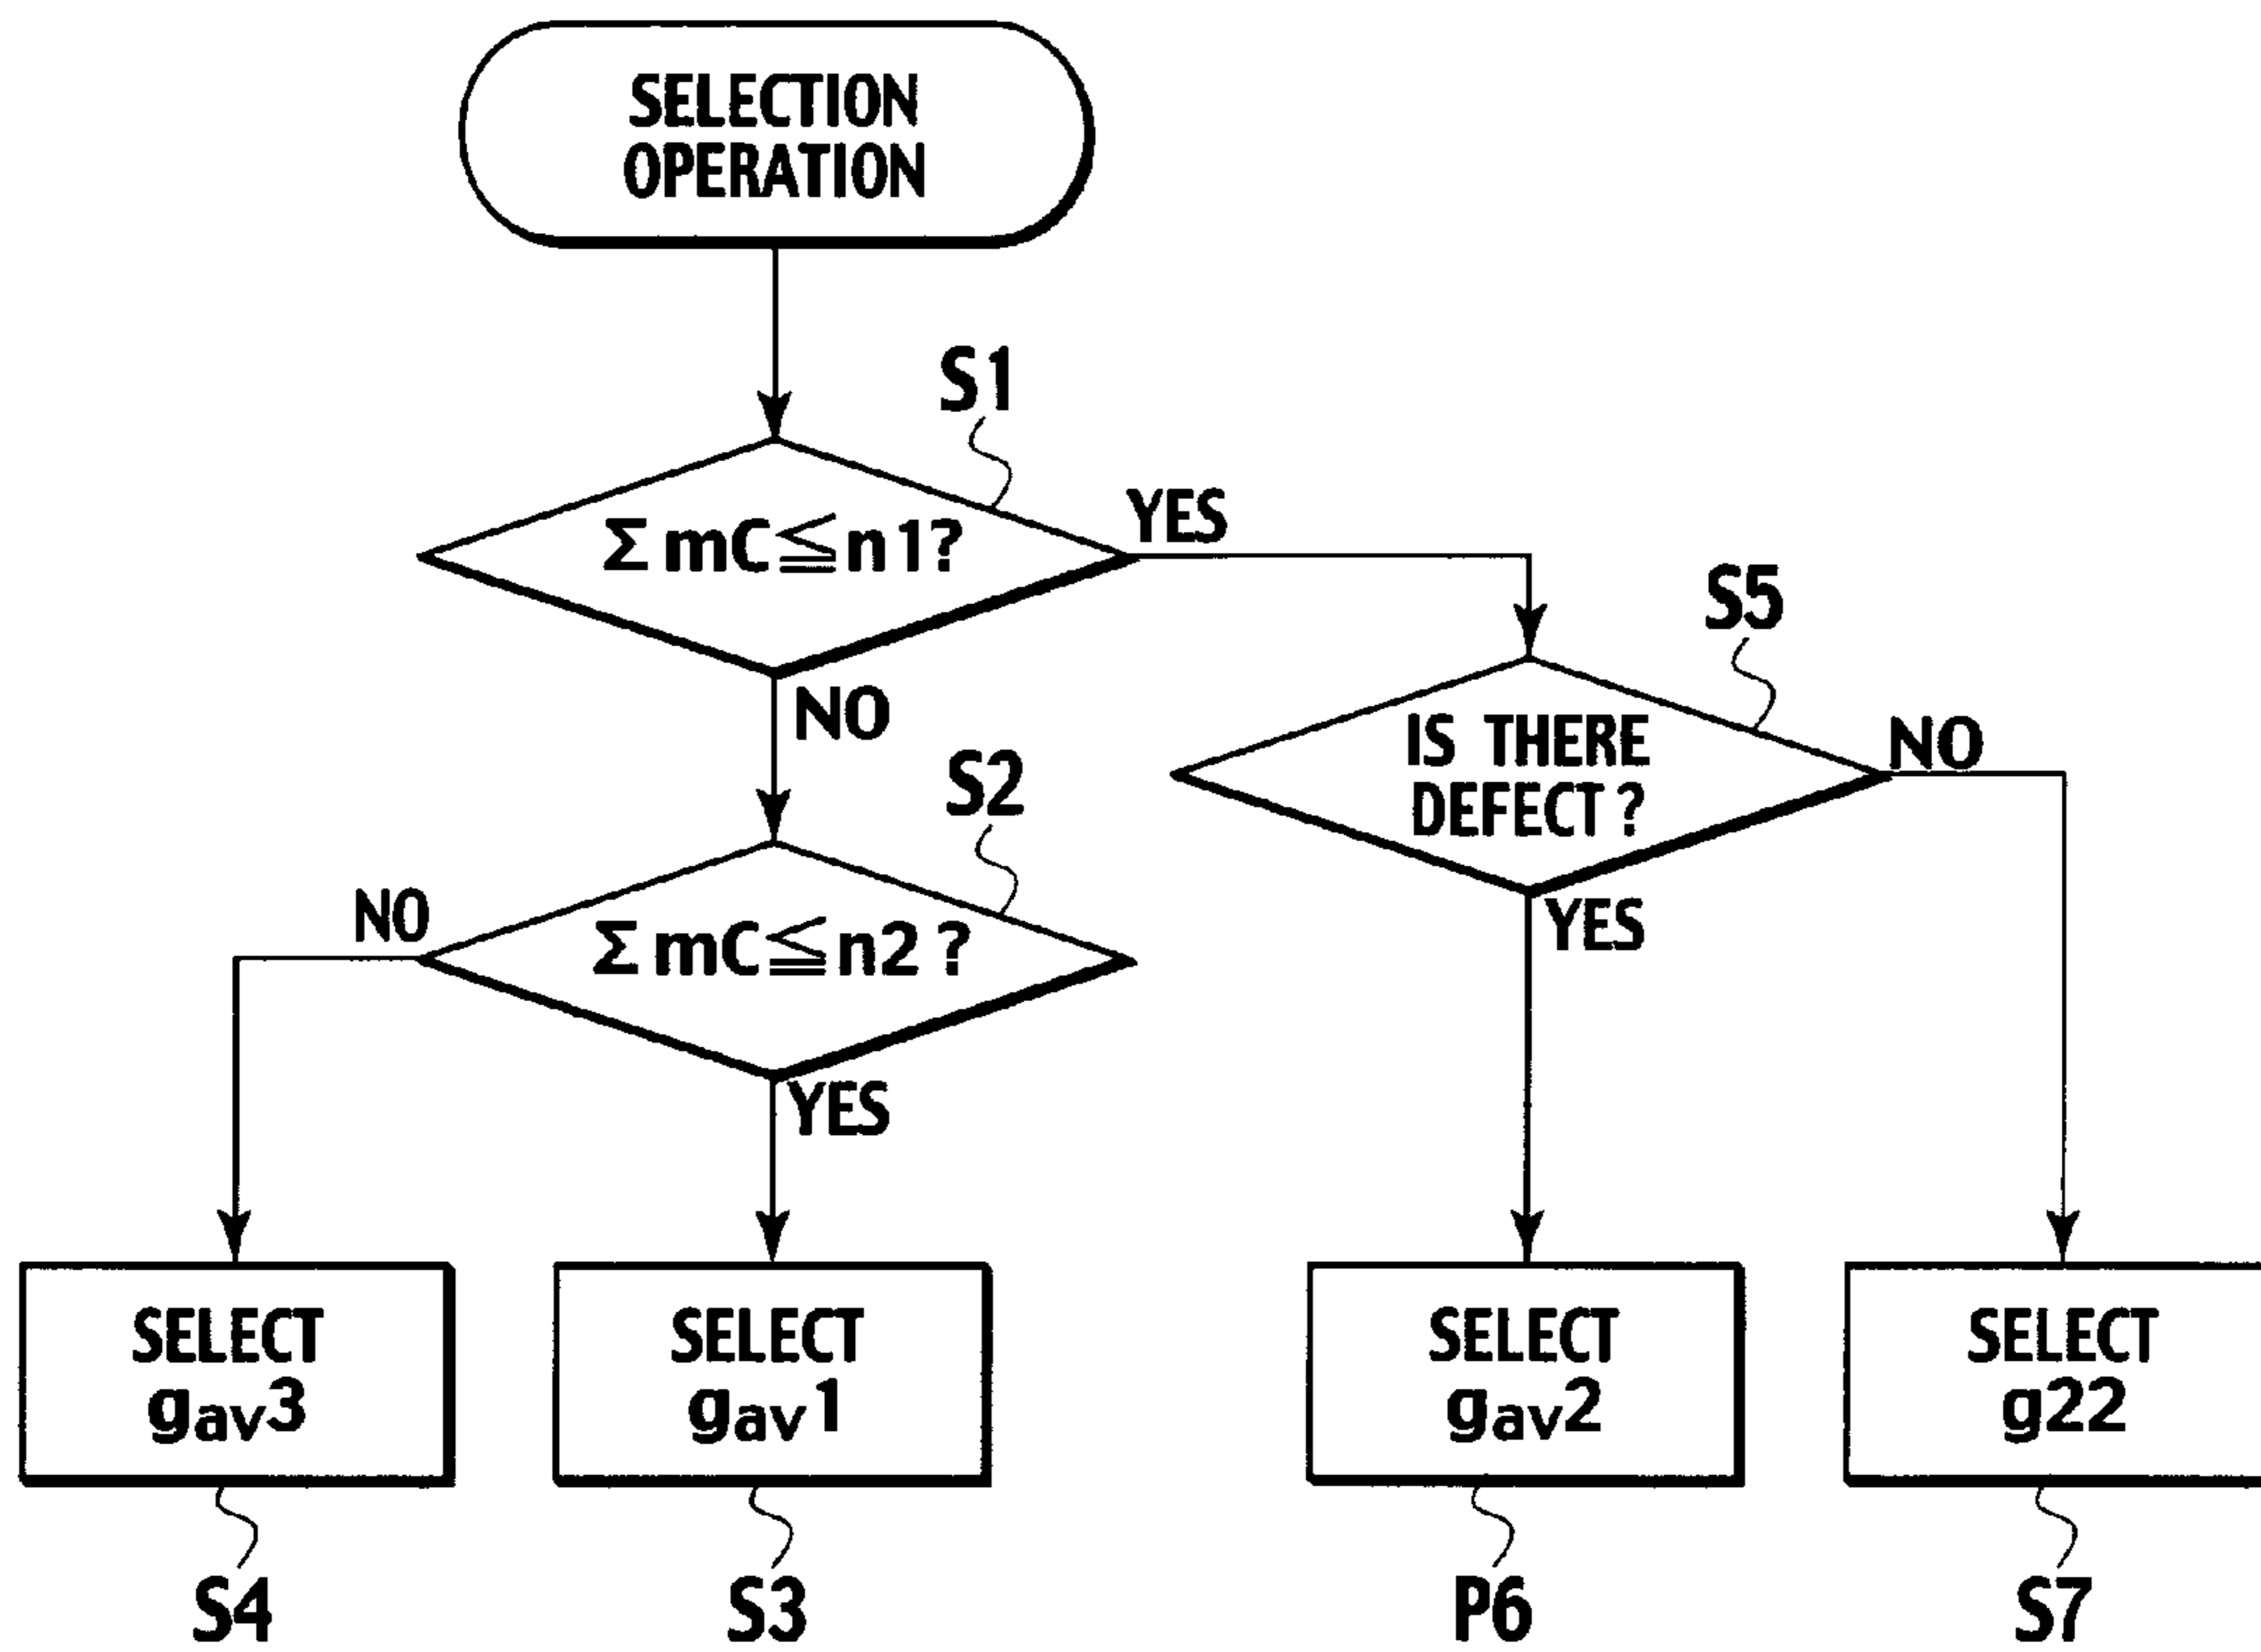 SELECTION
OPERATION
S1
Σ mC≦n1?
YES
NO
S5
IS THERE
DEFECT ?
NO
YES
S2
Σ mC≦n2 ?
NO
YES
SELECT
gav3
SELECT
gav1
SELECT
gav2
SELECT
g22
S4
S3
P6
S7